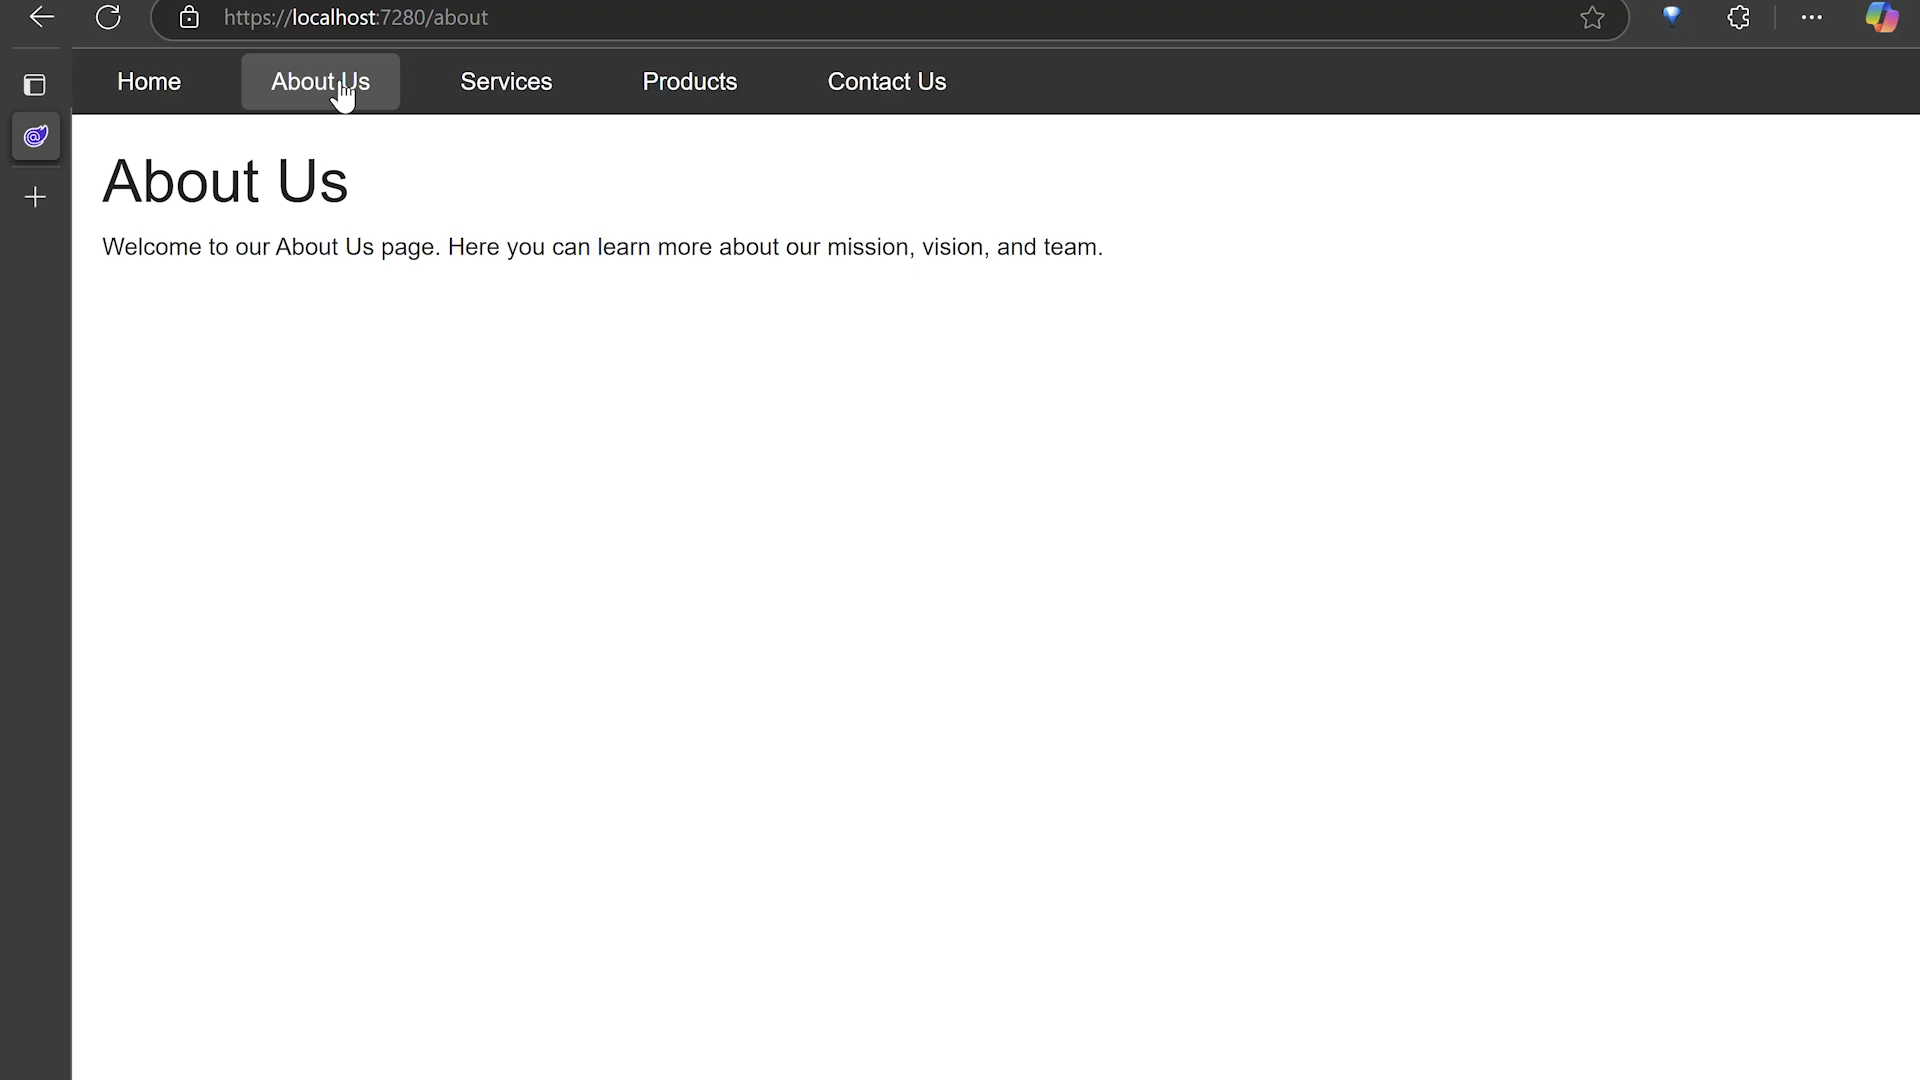 https://localhost:7280/about
Home About Us Services Products Contact Us
About Us
Welcome to our About Us page. Here you can learn more about our mission, vision, and team.